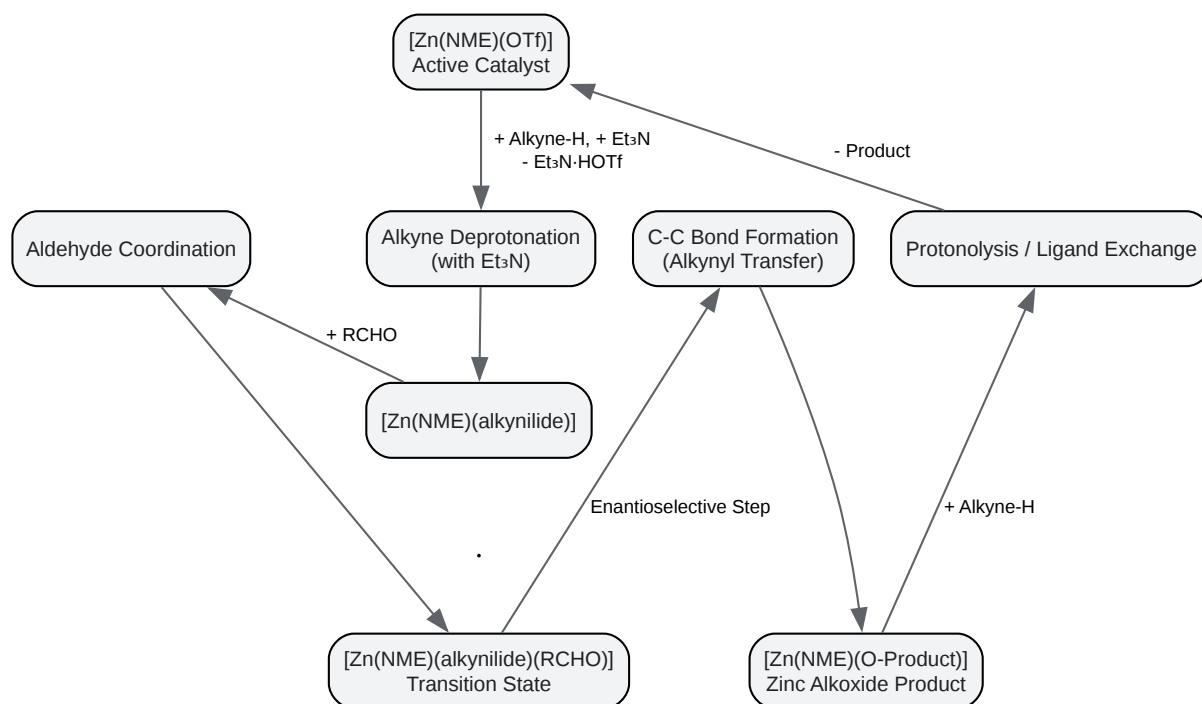 [Zn(NME)(OTf)]
Active Catalyst
+ Alkyne-H, + Et₃N
- Et₃N·HOTf
- Product
Aldehyde Coordination
Alkyne Deprotonation
(with Et₃N)
C-C Bond Formation
(Alkynyl Transfer)
Protonolysis / Ligand Exchange
+ RCHO
[Zn(NME)(alkynilide)]
Enantioselective Step
+ Alkyne-H
.
[Zn(NME)(alkynilide)(RCHO)]
Transition State
[Zn(NME)(O-Product)]
Zinc Alkoxide Product